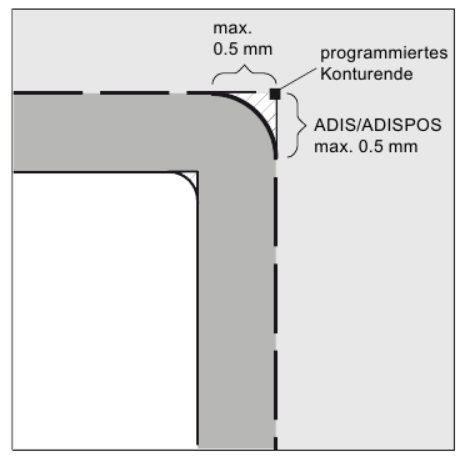 max.
0.5 mm
programmiertes
Konturende
ADIS/ADISPOS
max. 0.5 mm